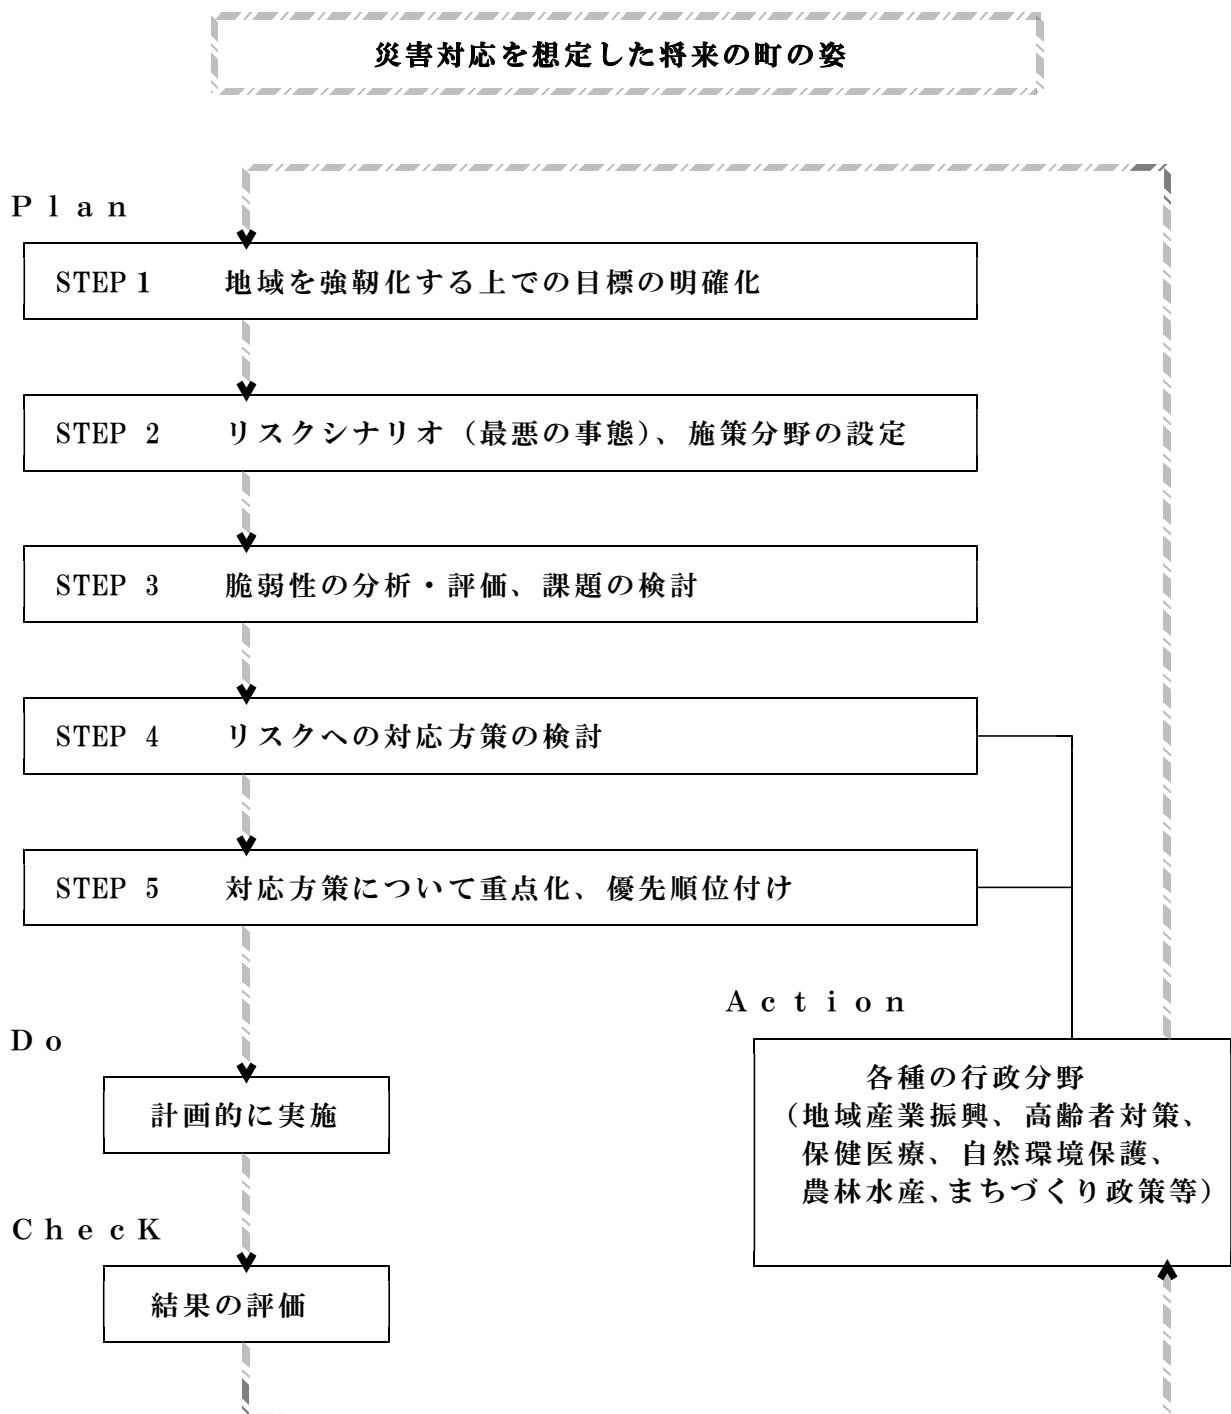 災害対応を想定した将来の町の姿
Plan
STEP 1 地域を強靭化する上での目標の明確化
STEP 2 リスクシナリオ（最悪の事態）、施策分野の設定
STEP 3 脆弱性の分析・評価、課題の検討
STEP 4 リスクへの対応方策の検討
STEP 5 対応方策について重点化、優先順位付け
Action
各種の行政分野
（地域産業振興、高齢者対策、
保健医療、自然環境保護、
農林水産、まちづくり政策等）
Do
計画的に実施
ChecK
結果の評価